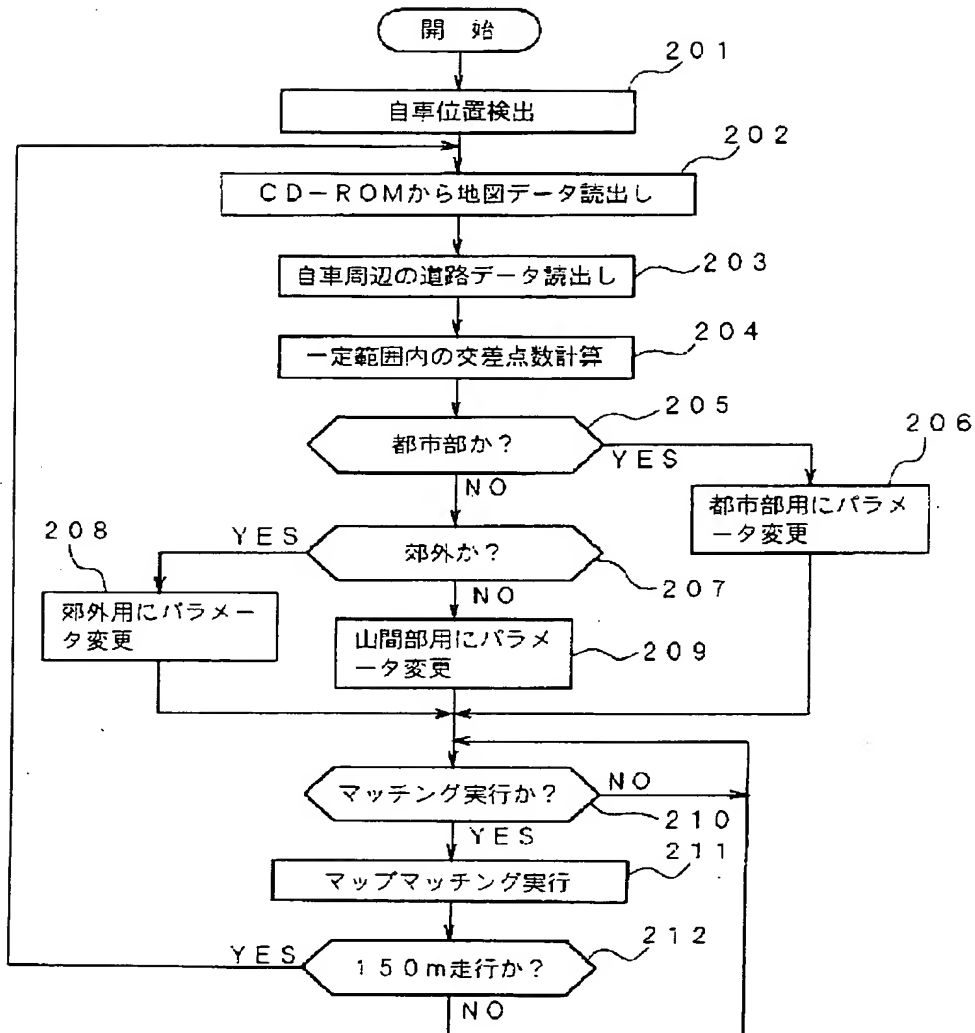 開　始
201
自車位置検出
202
CD－ROMから地図データ読出し
203
自車周辺の道路データ読出し
204
一定範囲内の交差点数計算
205
都市部か？
YES
206
NO
都市部用にパラメ
ータ変更
208
YES
郊外か？
207
NO
郊外用にパラメー
タ変更
山間部用にパラメ
ータ変更
209
マッチング実行か？
NO
210
YES
211
マップマッチング実行
212
YES
150m走行か？
NO